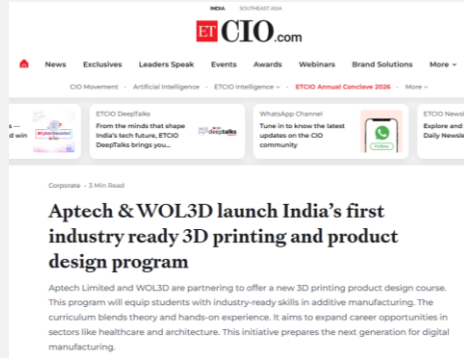 INDIA SOUTHEAST ASIA
ET CIO.com
News Exclusives Leaders Speak Events Awards Webinars Brand Solutions More
CIO Movement Artificial Intelligence ETCIO Intelligence ETCIO Annual Conclave 2026 More
ETCIO DeepTalks
From the minds that shape
India's tech future, ETCIO
DeepTalks brings you...
deeptalks
WhatsApp Channel
Tune in to know the latest
updates on the CIO
community
Follow
ETCIO Newsl
Explore and
Daily Newsle
s —
d win
Corporate • 3 Min Read
Aptech & WOL3D launch India's first
industry ready 3D printing and product
design program
Aptech Limited and WOL3D are partnering to offer a new 3D printing product design course.
This program will equip students with industry-ready skills in additive manufacturing. The
curriculum blends theory and hands-on experience. It aims to expand career opportunities in
sectors like healthcare and architecture. This initiative prepares the next generation for digital
manufacturing.